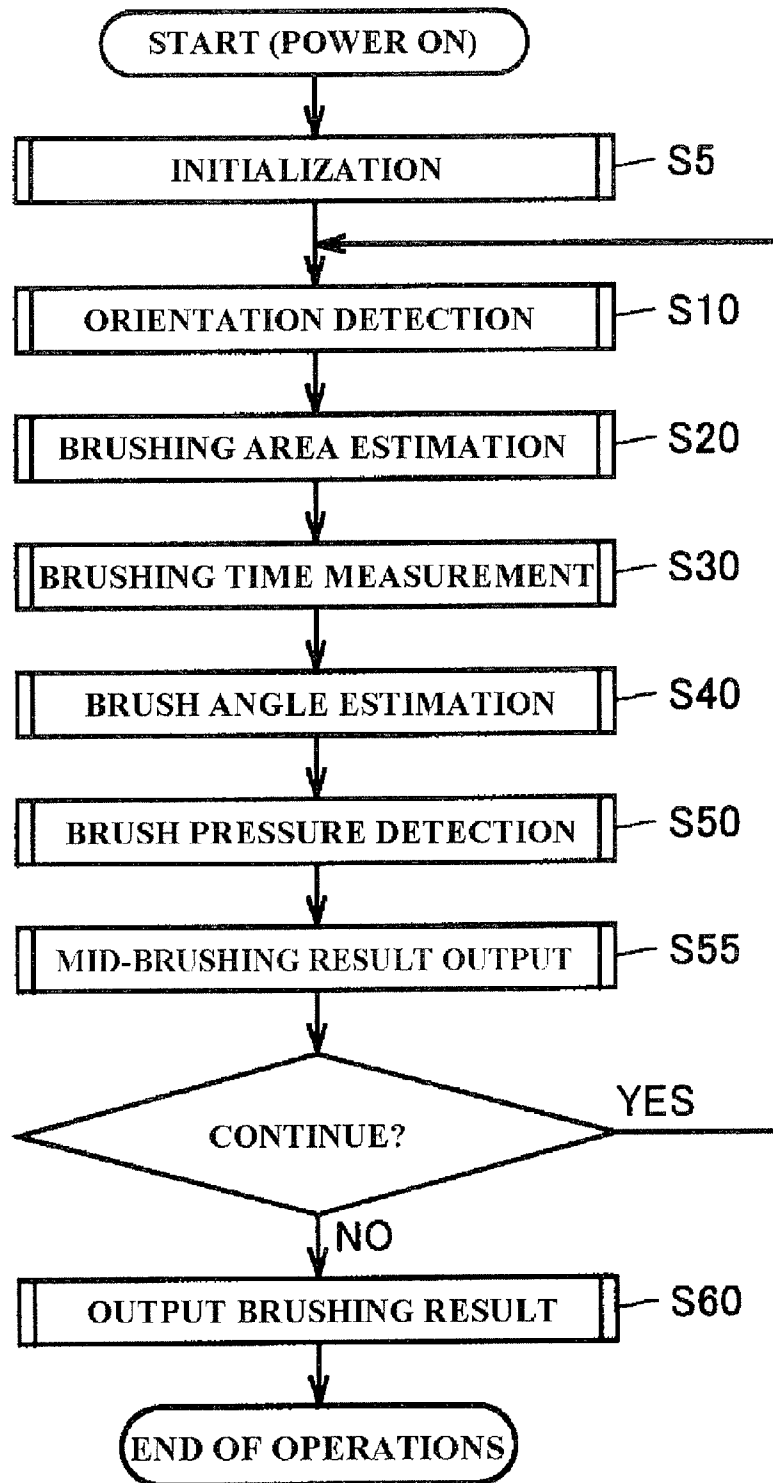 START (POWER ON)
INITIALIZATION
S5
ORIENTATION DETECTION
S10
BRUSHING AREA ESTIMATION
S20
BRUSHING TIME MEASUREMENT
S30
BRUSH ANGLE ESTIMATION
S40
BRUSH PRESSURE DETECTION
S50
MID-BRUSHING RESULT OUTPUT
S55
CONTINUE?
YES
NO
OUTPUT BRUSHING RESULT
S60
END OF OPERATIONS